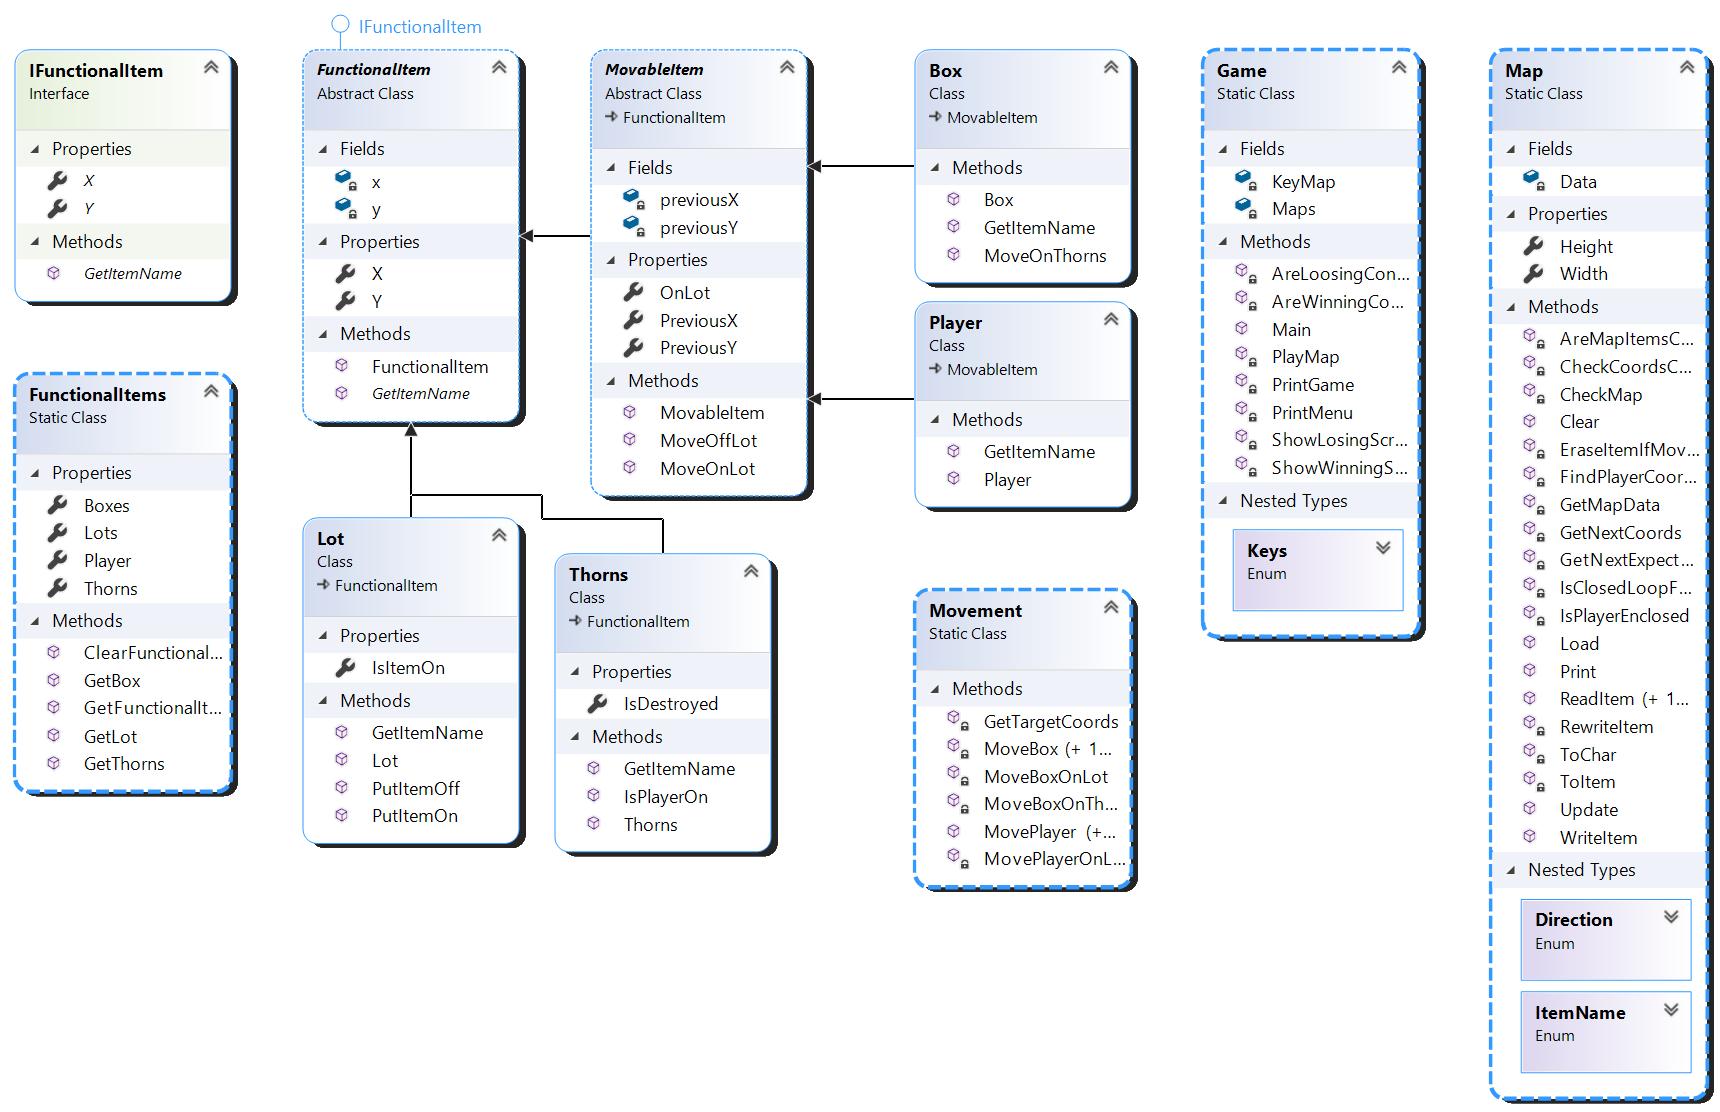 IFunctionalItem
IFunctionalItem
Interface
Properties
X
Y
Methods
GetItemName
FunctionalItems
Static Class
Properties
Boxes
Lots
Player
Thorns
Methods
ClearFunctional...
GetBox
GetFunctionalIt...
GetLot
GetThorns
FunctionalItem
Abstract Class
Fields
x
y
Properties
X
Y
Methods
FunctionalItem
GetItemName
Lot
Class
FunctionalItem
Properties
IsItemOn
Methods
GetItemName
Lot
PutItemOff
PutItemOn
MovableItem
Abstract Class
FunctionalItem
Fields
previousX
previousY
Properties
OnLot
PreviousX
PreviousY
Methods
MovableItem
MoveOffLot
MoveOnLot
Thorns
Class
FunctionalItem
Properties
IsDestroyed
Methods
GetItemName
IsPlayerOn
Thorns
Box
Class
MovableItem
Methods
Box
GetItemName
MoveOnThorns
Player
Class
MovableItem
Methods
GetItemName
Player
Movement
Static Class
Methods
GetTargetCoords
MoveBox (+ 1...
MoveBoxOnLot
MoveBoxOnTh...
MovePlayer (+...
MovePlayerOnL...
Game
Static Class
Fields
KeyMap
Maps
Methods
AreLoosingCon...
AreWinningCo...
Main
PlayMap
PrintGame
PrintMenu
ShowLosingScr...
ShowWinningS...
Nested Types
Keys
Enum
Map
Static Class
Fields
Data
Properties
Height
Width
Methods
AreMapItemsC...
CheckCoordsC...
CheckMap
Clear
EraseItemIfMov...
FindPlayerCoor...
GetMapData
GetNextCoords
GetNextExpect...
IsClosedLoopF...
IsPlayerEnclosed
Load
Print
ReadItem (+ 1...
RewriteItem
ToChar
ToItem
Update
WriteItem
Nested Types
Direction
Enum
ItemName
Enum